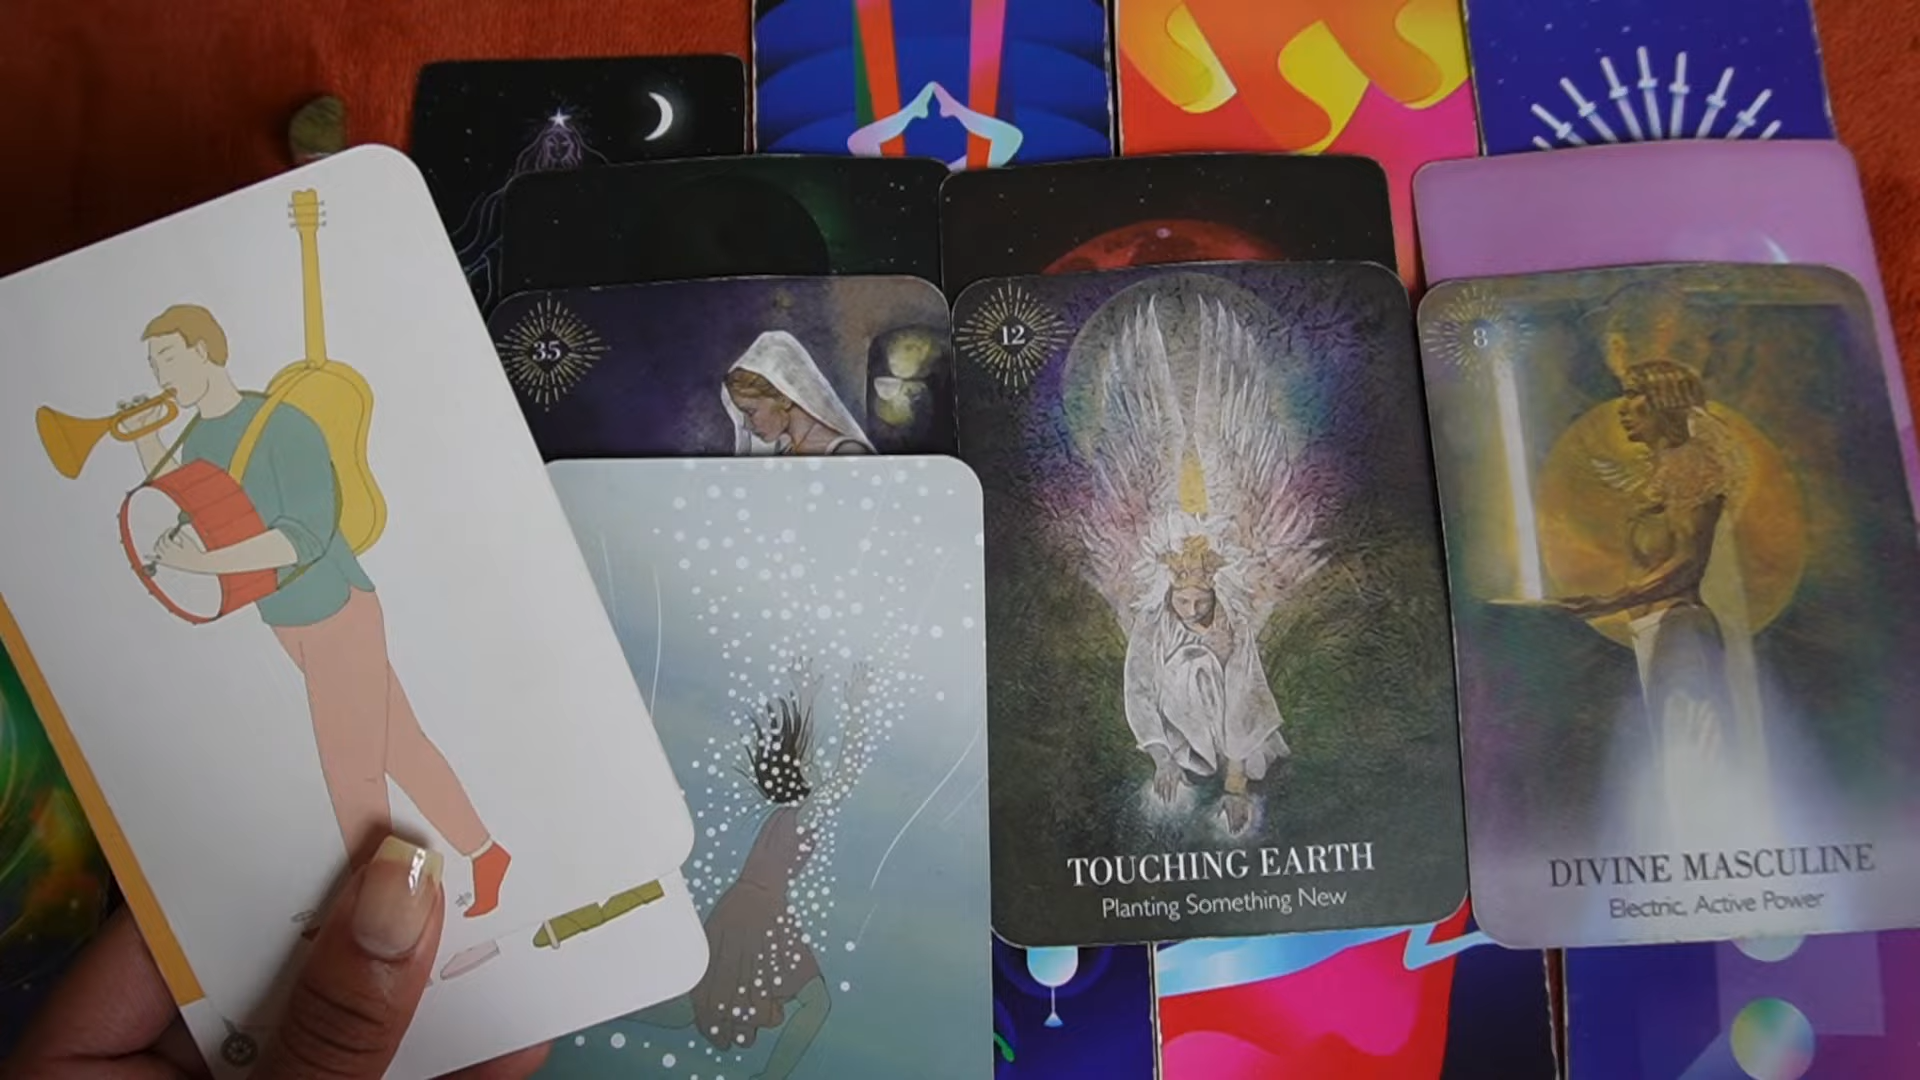 35
12
8
TOUCHING EARTH
Planting Something New
DIVINE MASCULINE
Electric, Active Power